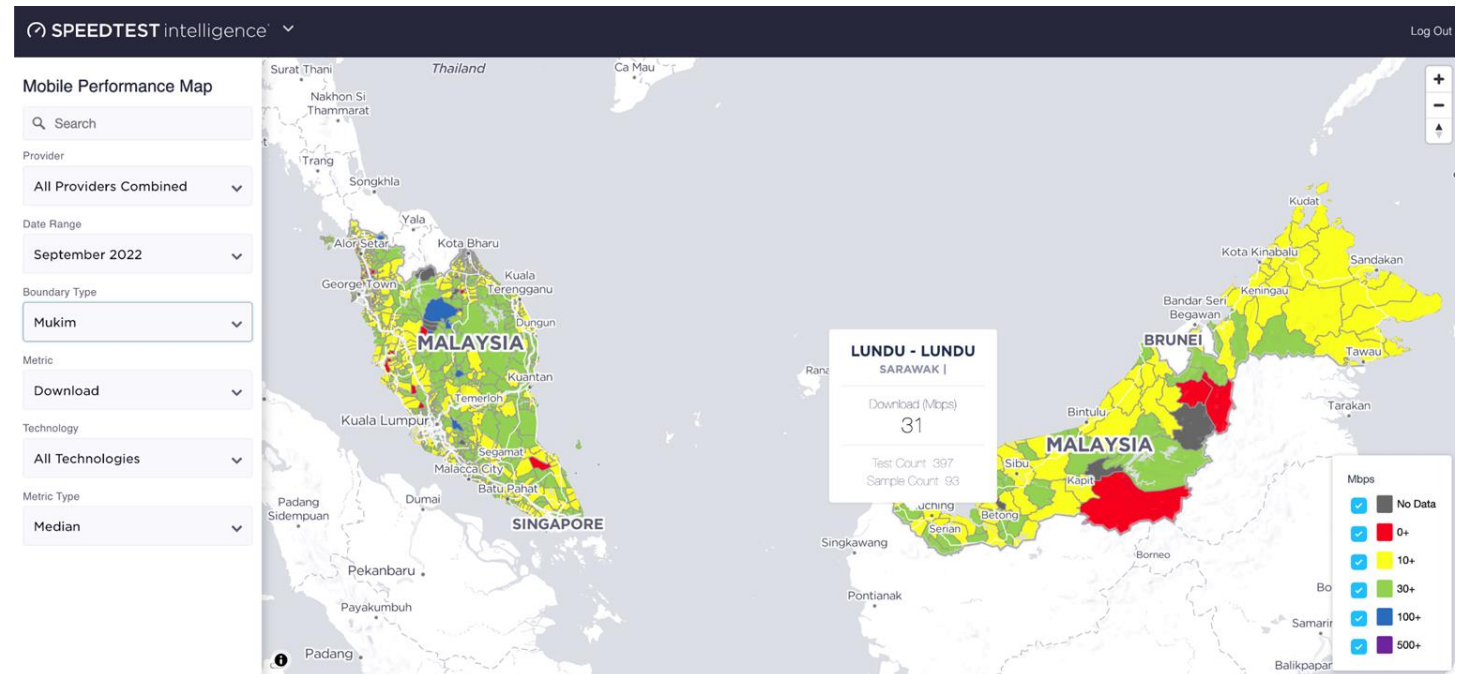 SPEEDTEST intelligence
Log Out
Mobile Performance Map
Search
Provider
All Providers Combined
Date Range
September 2022
Boundary Type
Mukim
Metric
Download
Technology
All Technologies
Metric Type
Median
Surat Thani
Thailand
Ca Mau
Nakhon Si
Thammarat
Trang
Songkhla
Yala
Alor Setar
Kota Bharu
George Town
Kuala
Terengganu
Dungun
MALAYSIA
Kuantan
Temerloh
Kuala Lumpur
Segamat
Malacca City
Batu Pahat
SINGAPORE
Padang
Sidempuan
Dumai
Pekanbaru
Payakumbuh
Padang
Kudat
Kota Kinabalu
Sandakan
Keningau
Bandar Seri
Begawan
BRUNEI
Tawau
Tarakan
LUNDU - LUNDU
SARAWAK |
Download (Mbps)
31
Test Count 397
Sample Count 93
Rana
Bintulu
MALAYSIA
Sibu
Kapit
uching
Betong
Serian
Singkawang
Borneo
Pontianak
Bo
Samarir
Balikpapar
Mbps
No Data
0+
10+
30+
100+
500+